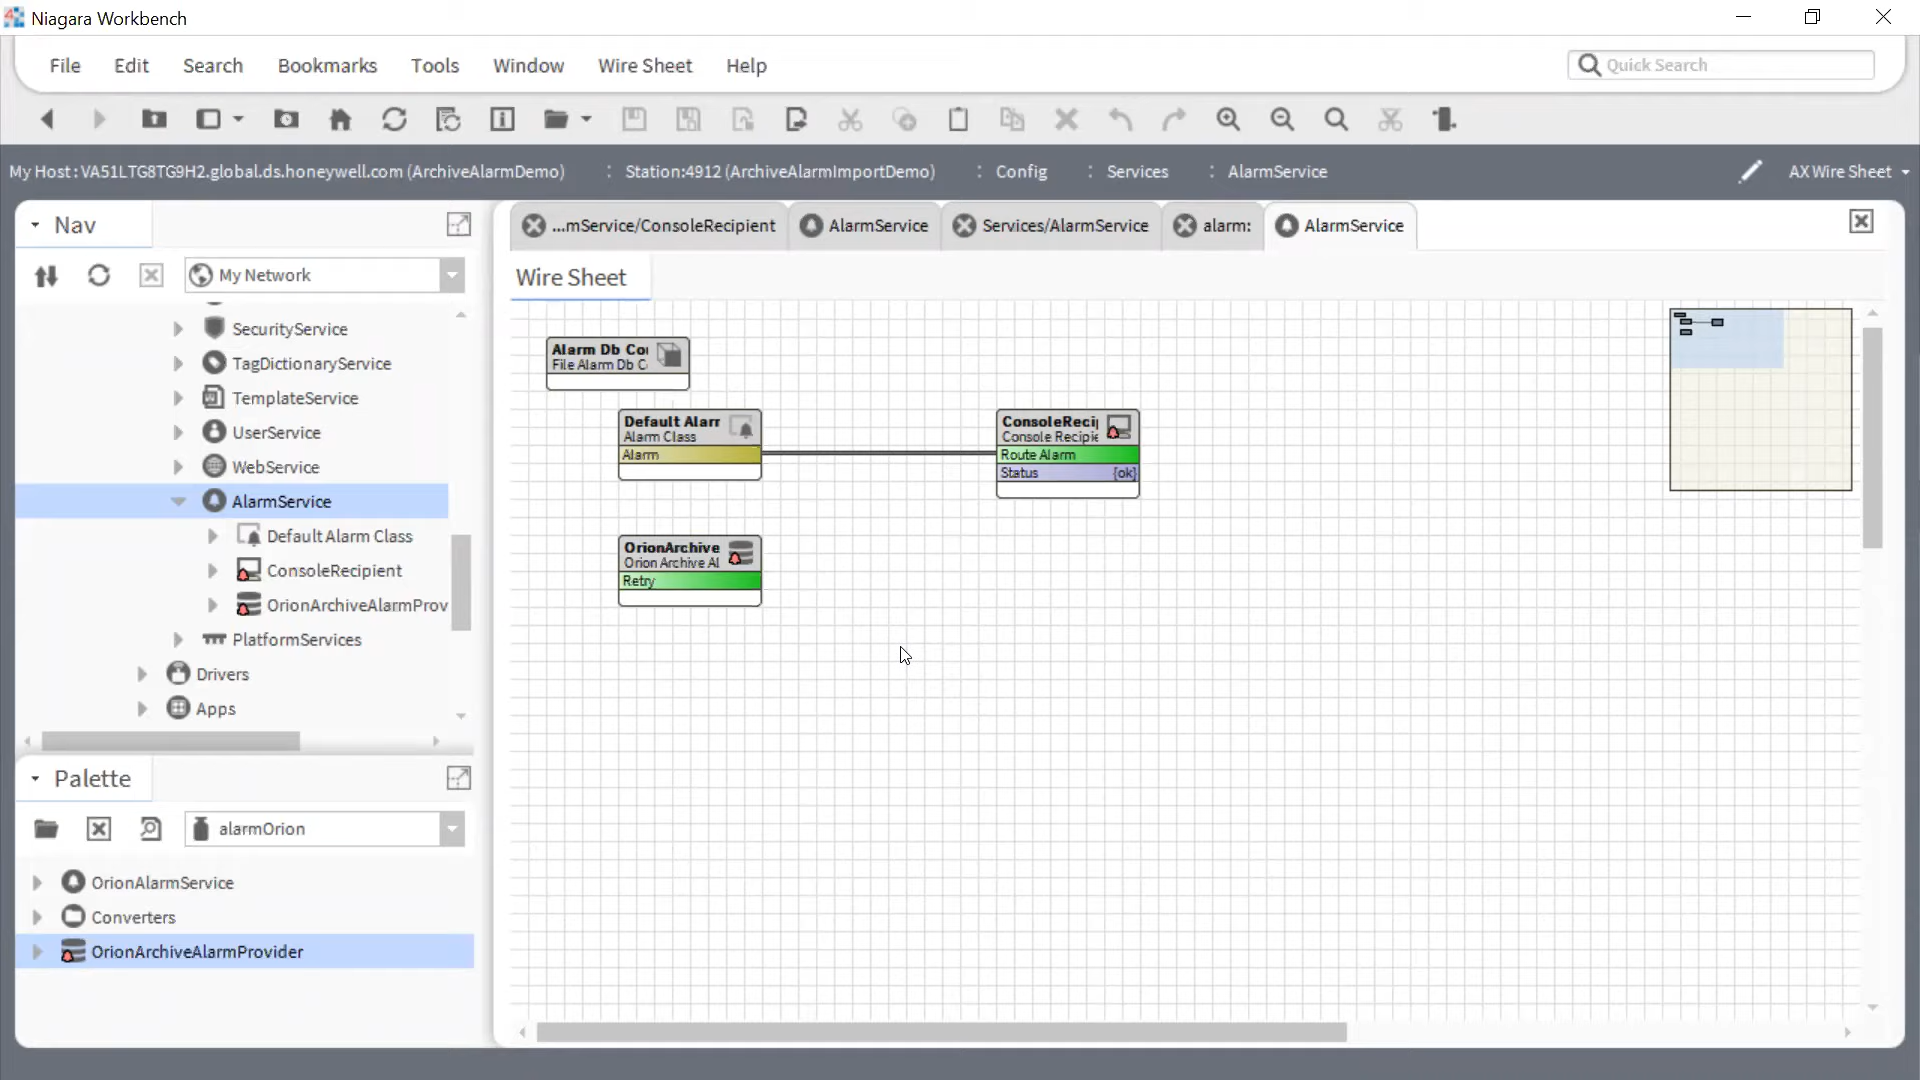 Niagara Workbench
File Edit Search Bookmarks Tools Window Wire Sheet Help
Quick Search
My Host : VA51LTG8TG9H2.global.ds.honeywell.com (ArchiveAlarmDemo) : Station:4912 (ArchiveAlarmImportDemo) : Config : Services : AlarmService
AX Wire Sheet
Nav
My Network
SecurityService
TagDictionaryService
TemplateService
UserService
WebService
AlarmService
Default Alarm Class
ConsoleRecipient
OrionArchiveAlarmProv
PlatformServices
Drivers
Apps
Palette
alarmOrion
OrionAlarmService
Converters
OrionArchiveAlarmProvider
...mService/ConsoleRecipient
AlarmService
Services/AlarmService
alarm:
AlarmService
Wire Sheet
Alarm Db Co
File Alarm Db C
Default Alar
Alarm Class
Alarm
ConsoleReci
Console Recipie
Route Alarm
Status {ok}
OrionArchive
Orion Archive Al
Retry